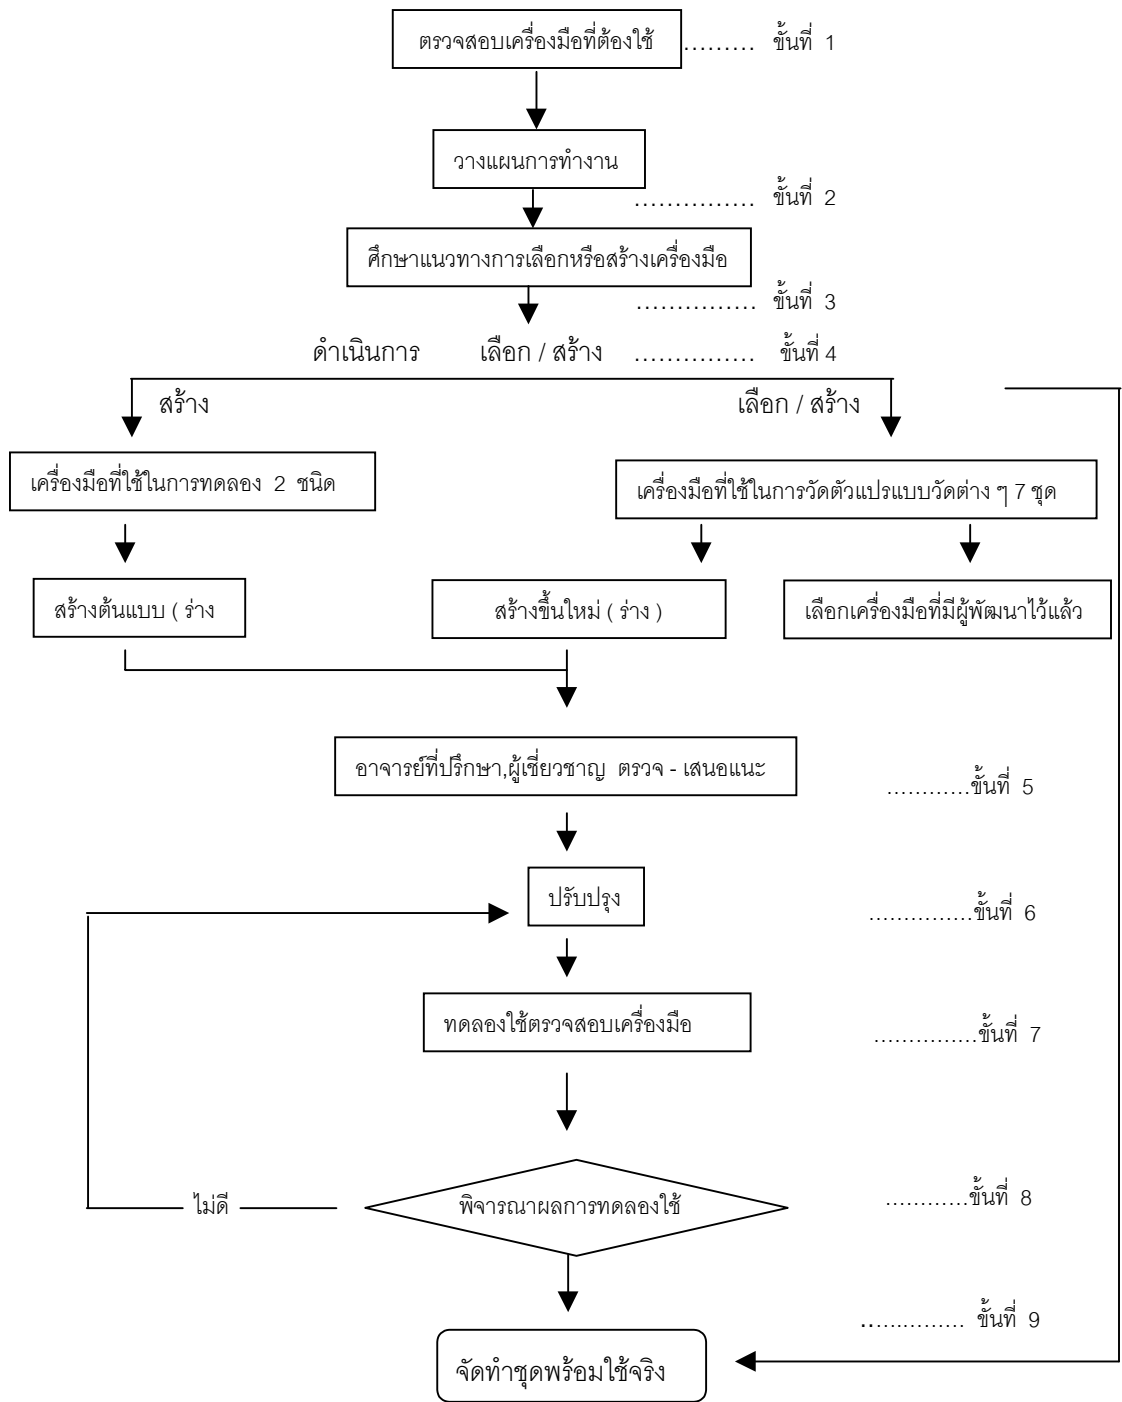 ตรวจสอบเครื่องมือที่ต้องใช้ ......... ขั้นที่ 1
วางแผนการทำงาน
............... ขั้นที่ 2
ศึกษาแนวทางการเลือกหรือสร้างเครื่องมือ
............... ขั้นที่ 3
ดำเนินการ เลือก / สร้าง ............... ขั้นที่ 4
สร้าง เลือก / สร้าง
เครื่องมือที่ใช้ในการทดลอง 2 ชนิด เครื่องมือที่ใช้ในการวัดตัวแปรแบบวัดต่าง ๆ 7 ชุด
สร้างต้นแบบ ( ร่าง สร้างขึ้นใหม่ ( ร่าง ) เลือกเครื่องมือที่มีผู้พัฒนาไว้แล้ว
อาจารย์ที่ปรึกษา,ผู้เชี่ยวชาญ ตรวจ - เสนอแนะ
............ขั้นที่ 5
ปรับปรุง
...............ขั้นที่ 6
ทดลองใช้ตรวจสอบเครื่องมือ
...............ขั้นที่ 7
ไม่ดี พิจารณาผลการทดลองใช้ ............ขั้นที่ 8
............... ขั้นที่ 9
จัดทำชุดพร้อมใช้จริง